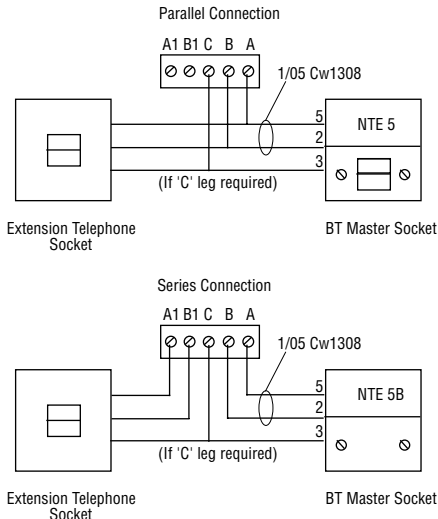 Parallel Connection
A1 B1 C B A
1/05 Cw1308
5
NTE 5
2
3
(If 'C' leg required)
Extension Telephone
Socket
BT Master Socket
Series Connection
A1 B1 C B A
1/05 Cw1308
5
NTE 5B
2
3
(If 'C' leg required)
Extension Telephone
Socket
BT Master Socket